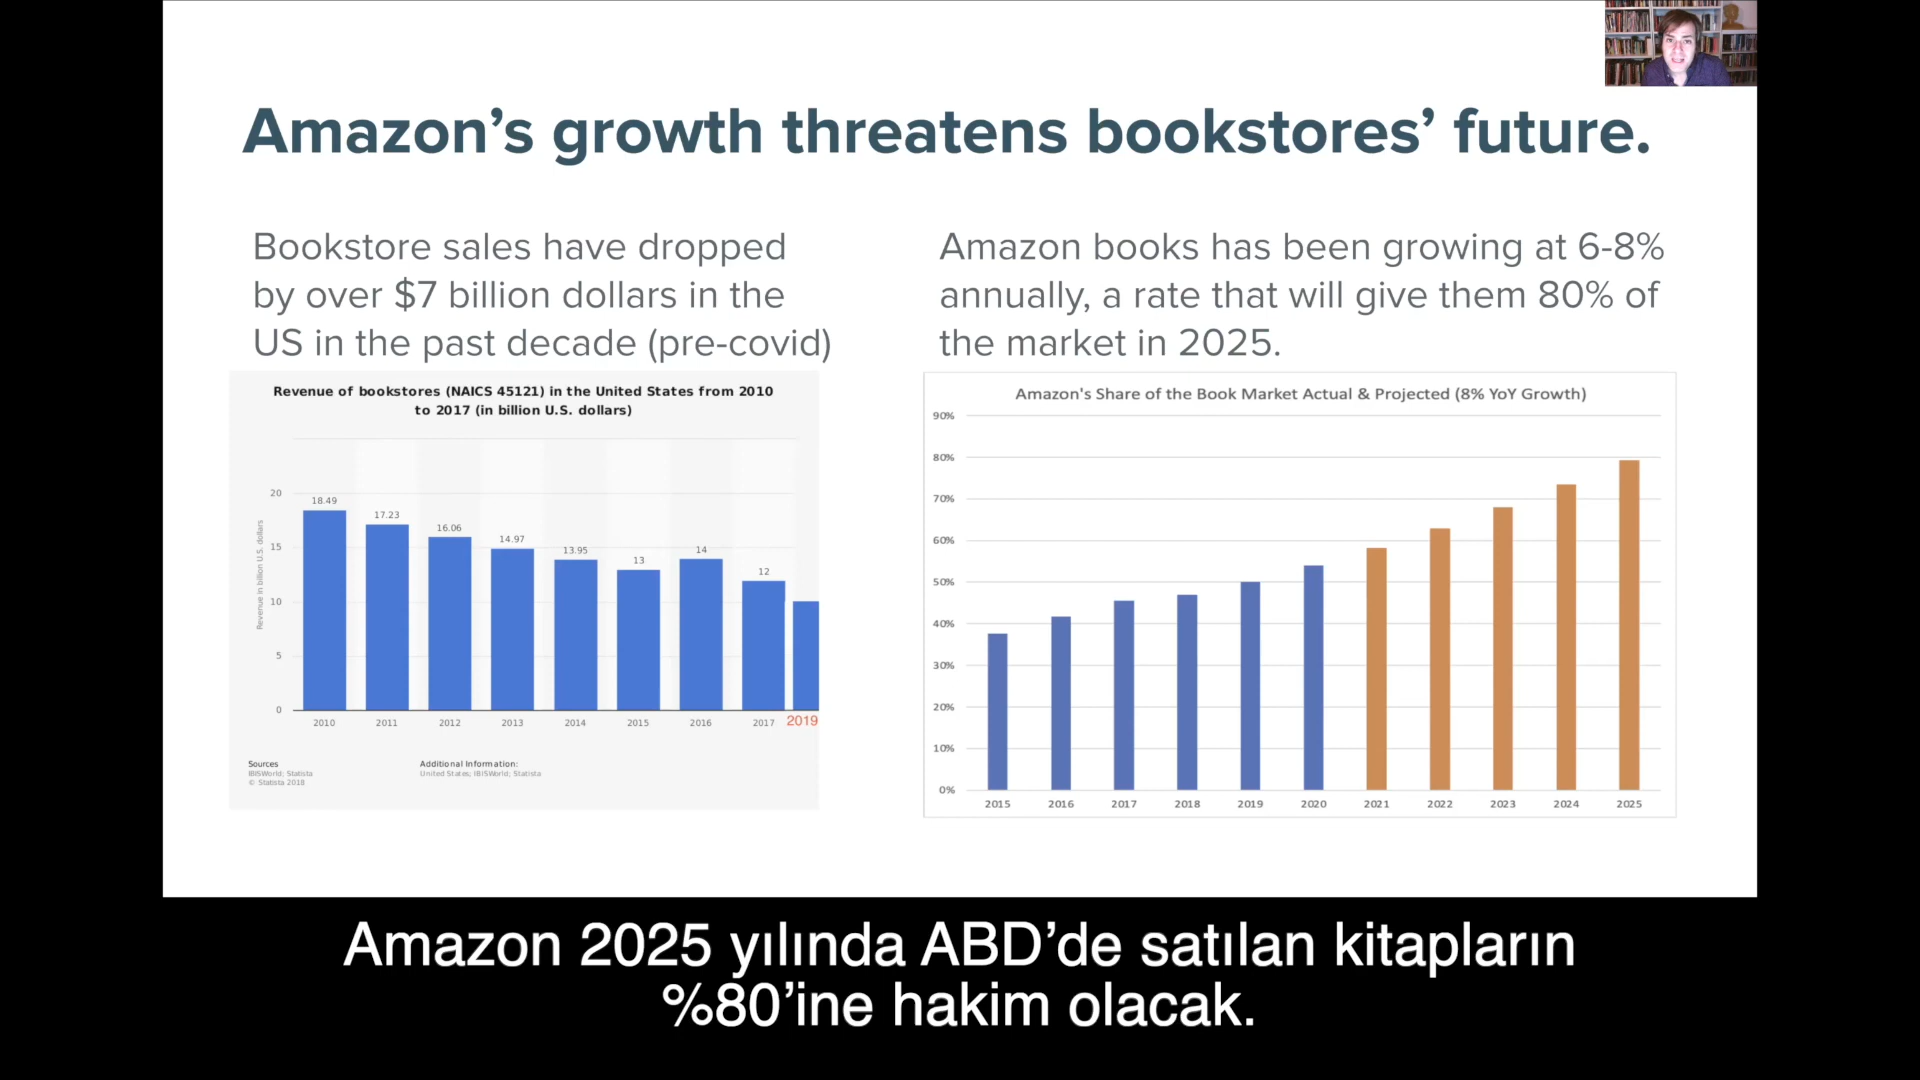 Amazon’s growth threatens bookstores’ future.
Bookstore sales have dropped
by over $7 billion dollars in the
US in the past decade (pre-covid)
Revenue of bookstores (NAICS 45121) in the United States from 2010
to 2017 (in billion U.S. dollars)
Revenue in billion U.S. dollars
20
15
10
5
0
18.49
17.23
16.06
14.97
13.95
13
14
12
2010
2011
2012
2013
2014
2015
2016
2017
2019
Sources
IBISWorld; Statista
© Statista 2018
Additional Information:
United States; IBISWorld; Statista
Amazon books has been growing at 6-8%
annually, a rate that will give them 80% of
the market in 2025.
Amazon's Share of the Book Market Actual & Projected (8% YoY Growth)
90%
80%
70%
60%
50%
40%
30%
20%
10%
0%
2015
2016
2017
2018
2019
2020
2021
2022
2023
2024
2025
Amazon 2025 yılında ABD’de satılan kitapların
%80’ine hakim olacak.